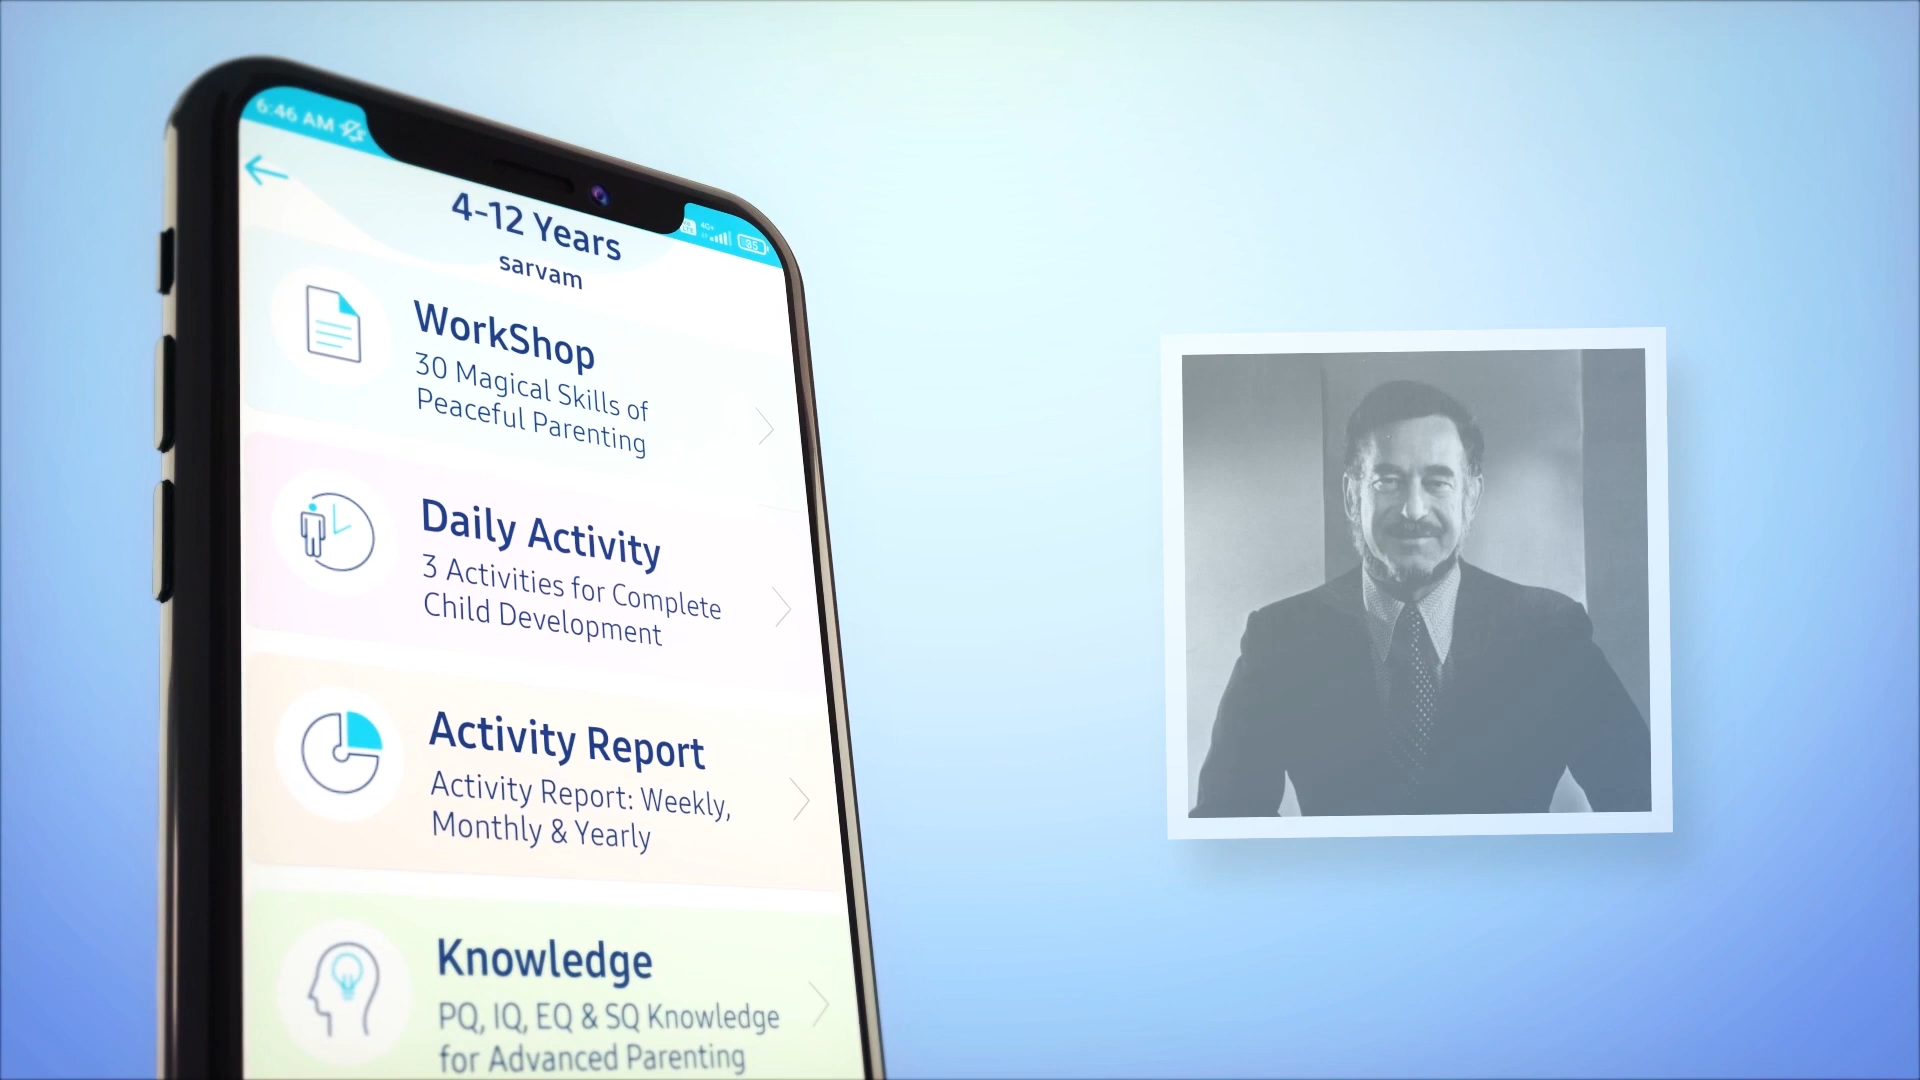 6:46 AM
4G+
35
4-12 Years
sarvam
WorkShop
30 Magical Skills of
Peaceful Parenting
Daily Activity
3 Activities for Complete
Child Development
Activity Report
Activity Report: Weekly,
Monthly & Yearly
Knowledge
PQ, IQ, EQ & SQ Knowledge
for Advanced Parenting